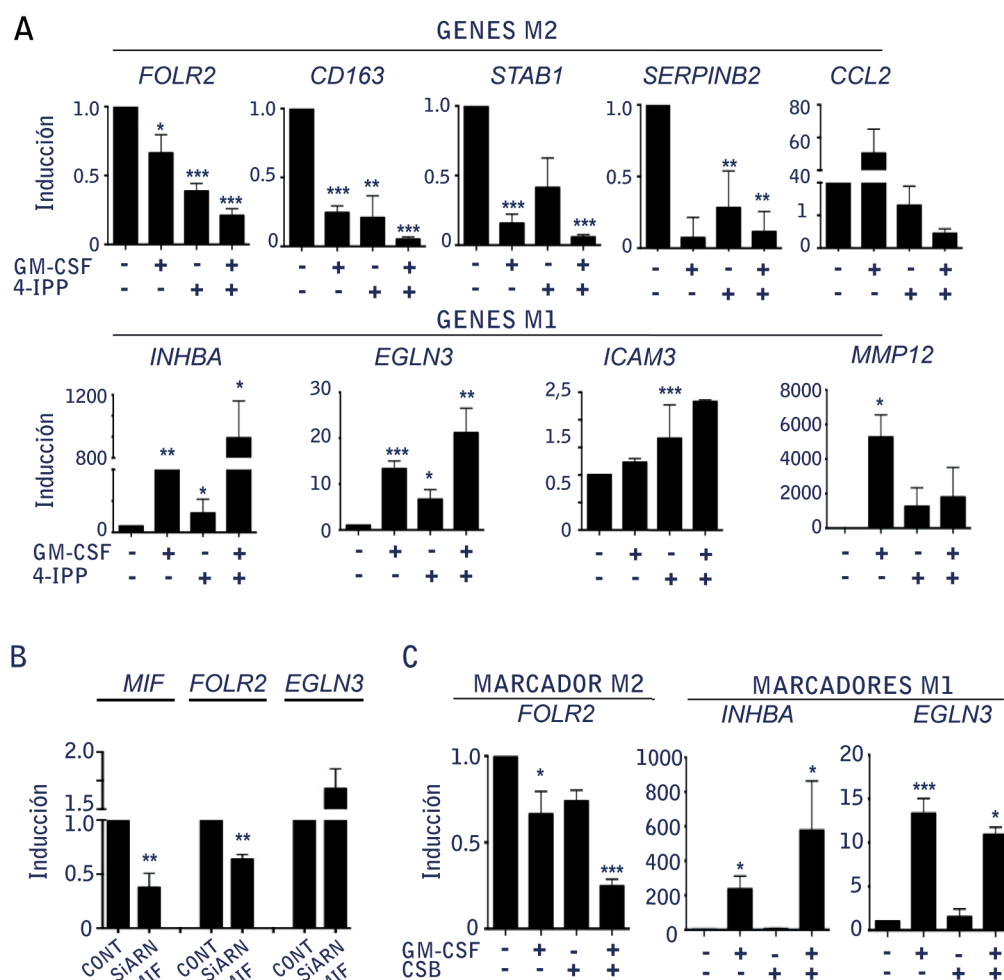 A
GENES M2
FOLR2 CD163 STAB1 SERPINB2 CCL2
Inducción
1.0 0.5 0
* *** ***
1.0 0.5 0
*** ** ***
1.0 0.5 0
*** ***
1.0 0.5 0
** **
80 60 40 1 0
GM-CSF - + - + - + - + - + - + - + - + - + - +
4-IPP - - + + - - + + - - + + - - + + - - + +
GENES M1
INHBA EGLN3 ICAM3 MMP12
Inducción
1200 800 0
** * *
30 20 10 0
*** * **
2,5 1.5 0.5 0
***
8000 6000 4000 2000 0
*
GM-CSF - + - + - + - + - + - + - + - +
4-IPP - - + + - - + + - - + + - - + +
B
MIF FOLR2 EGLN3
Inducción
2.0 1.5 1.0 0.5 0
** **
CONT SiARN MIF CONT SiARN MIF CONT SiARN MIF
C
MARCADOR M2 MARCADORES M1
FOLR2 INHBA EGLN3
Inducción
1.0 0.5 0
* ***
1000 800 600 400 200 0
* *
20 15 10 5 0
*** *
GM-CSF - + - + - + - + - + - +
CSB - - + + - - + + - - + +